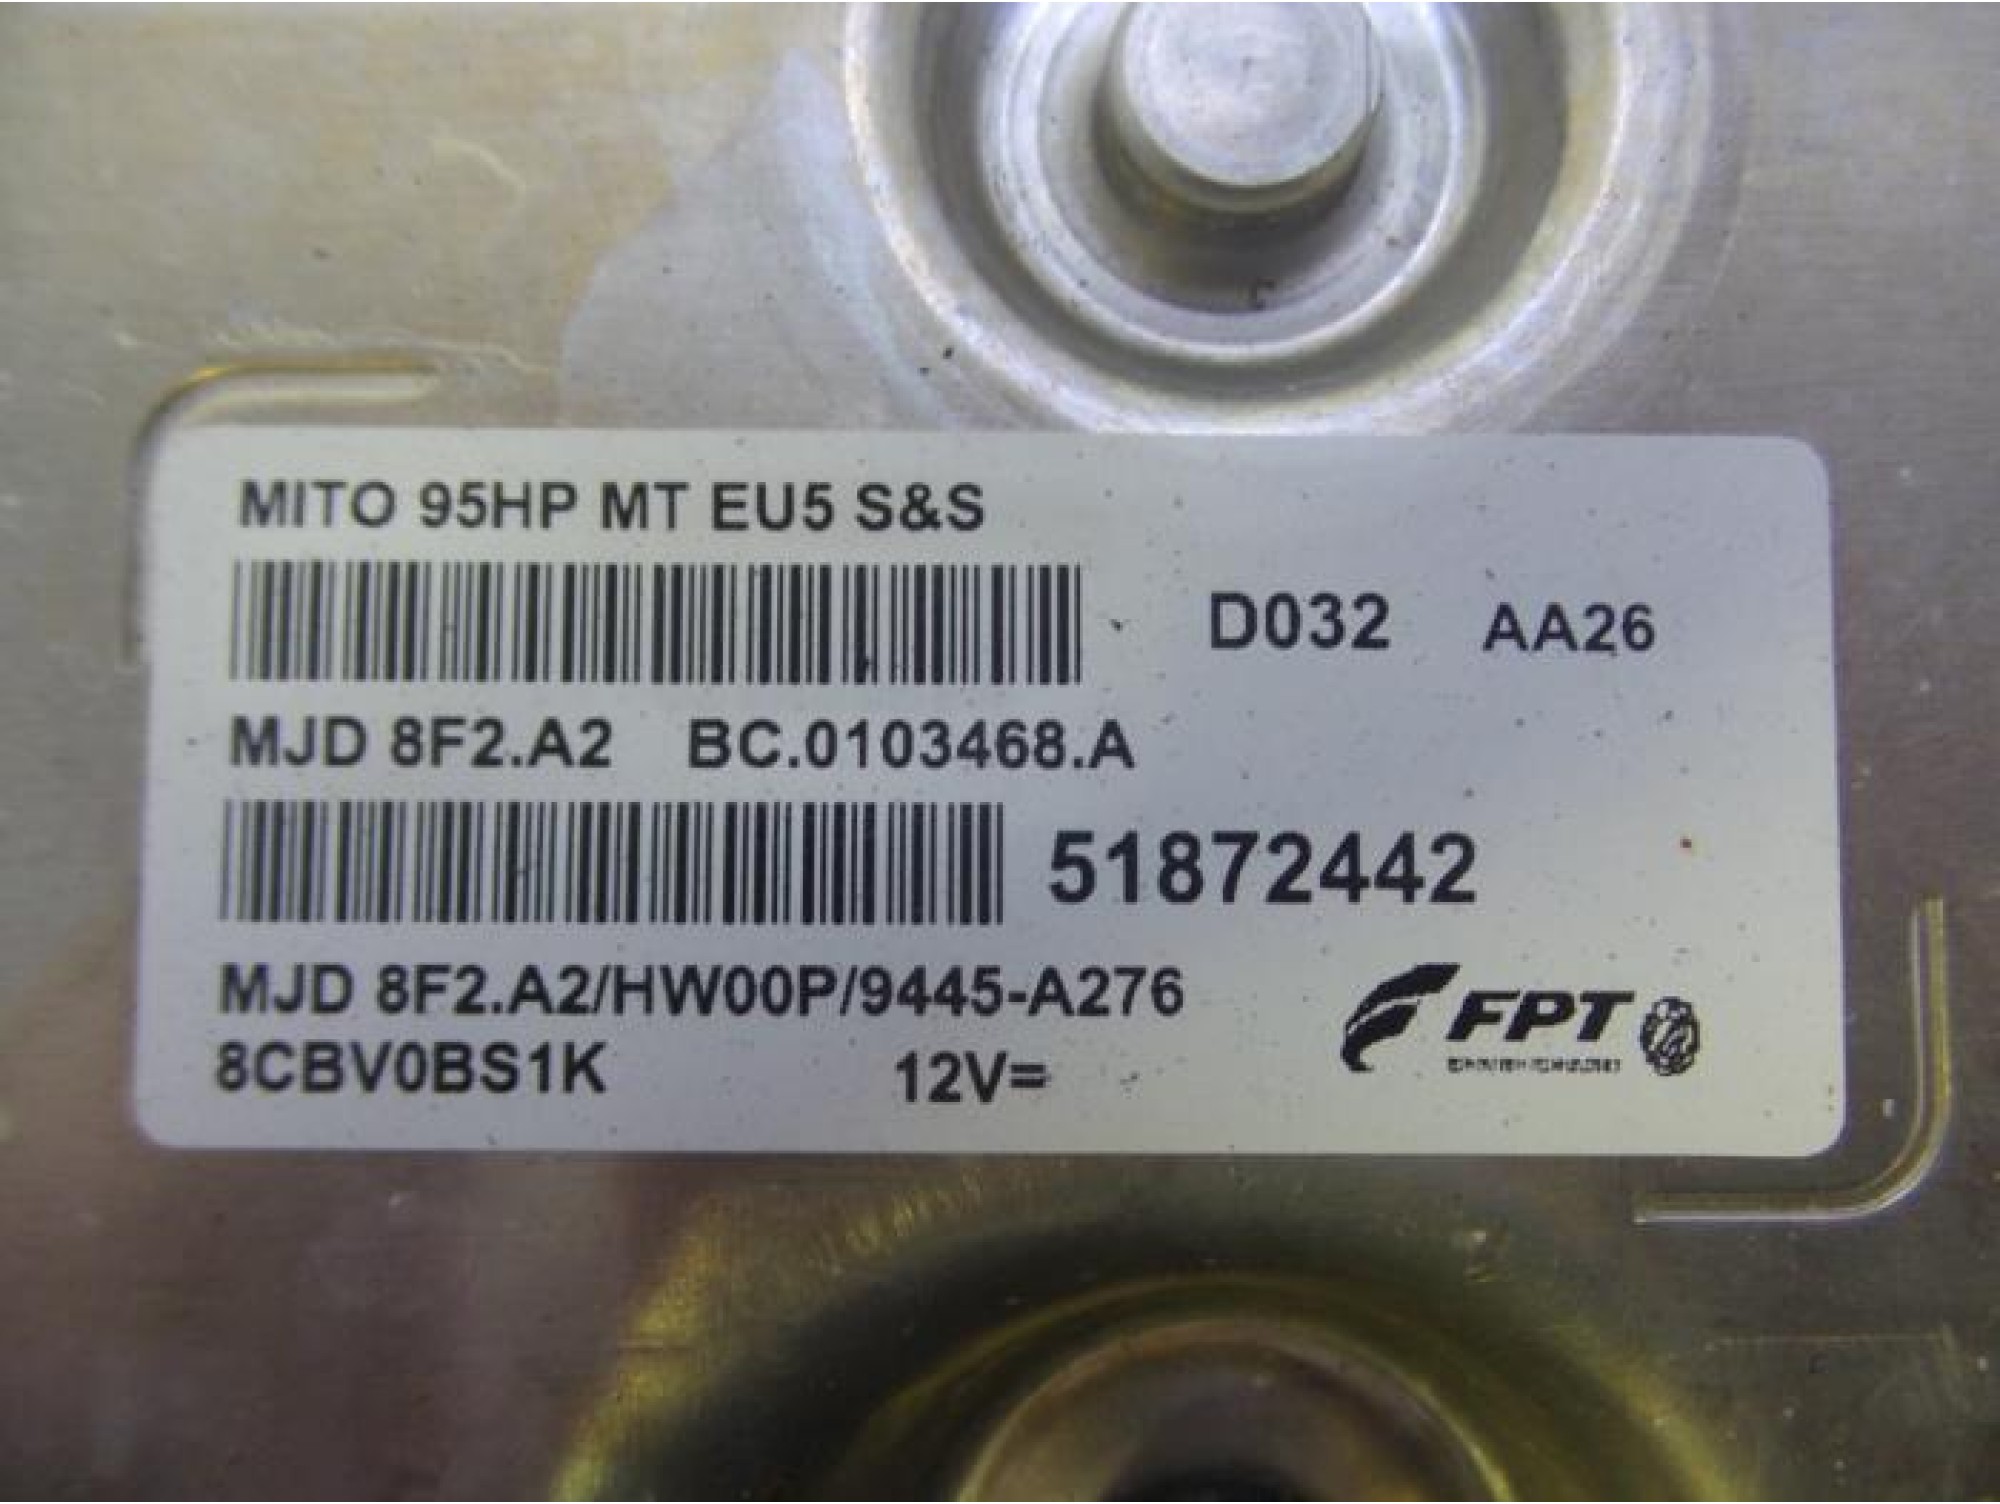 MITO 95HP MT EU5 S&S
D032 AA26
MJD 8F2.A2 BC.0103468.A
51872442
MJD 8F2.A2/HW00P/9445-A276
FPT
8CBV0BS1K 12V=